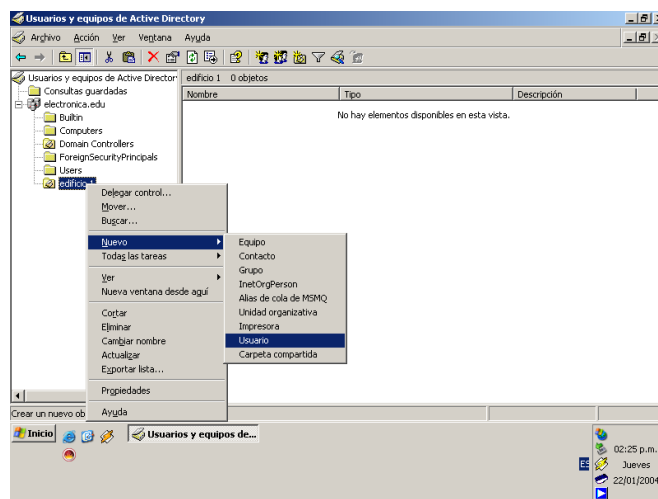 Usuarios y equipos de Active Directory
Archivo Acción Ver Ventana Ayuda
Usuarios y equipos de Active Director
edificio 1 0 objetos
Consultas guardadas
Nombre Tipo Descripción
electronica.edu
No hay elementos disponibles en esta vista.
Builtin
Computers
Domain Controllers
ForeignSecurityPrincipals
Users
edificio 1
Delegar control...
Mover...
Buscar...
Nuevo
Todas las tareas
Ver
Nueva ventana desde aquí
Cortar
Eliminar
Cambiar nombre
Actualizar
Exportar lista...
Propiedades
Ayuda
Equipo
Contacto
Grupo
InetOrgPerson
Alias de cola de MSMQ
Unidad organizativa
Impresora
Usuario
Carpeta compartida
Crear un nuevo ob
Inicio
Usuarios y equipos de...
ES
02:25 p.m.
Jueves
22/01/2004